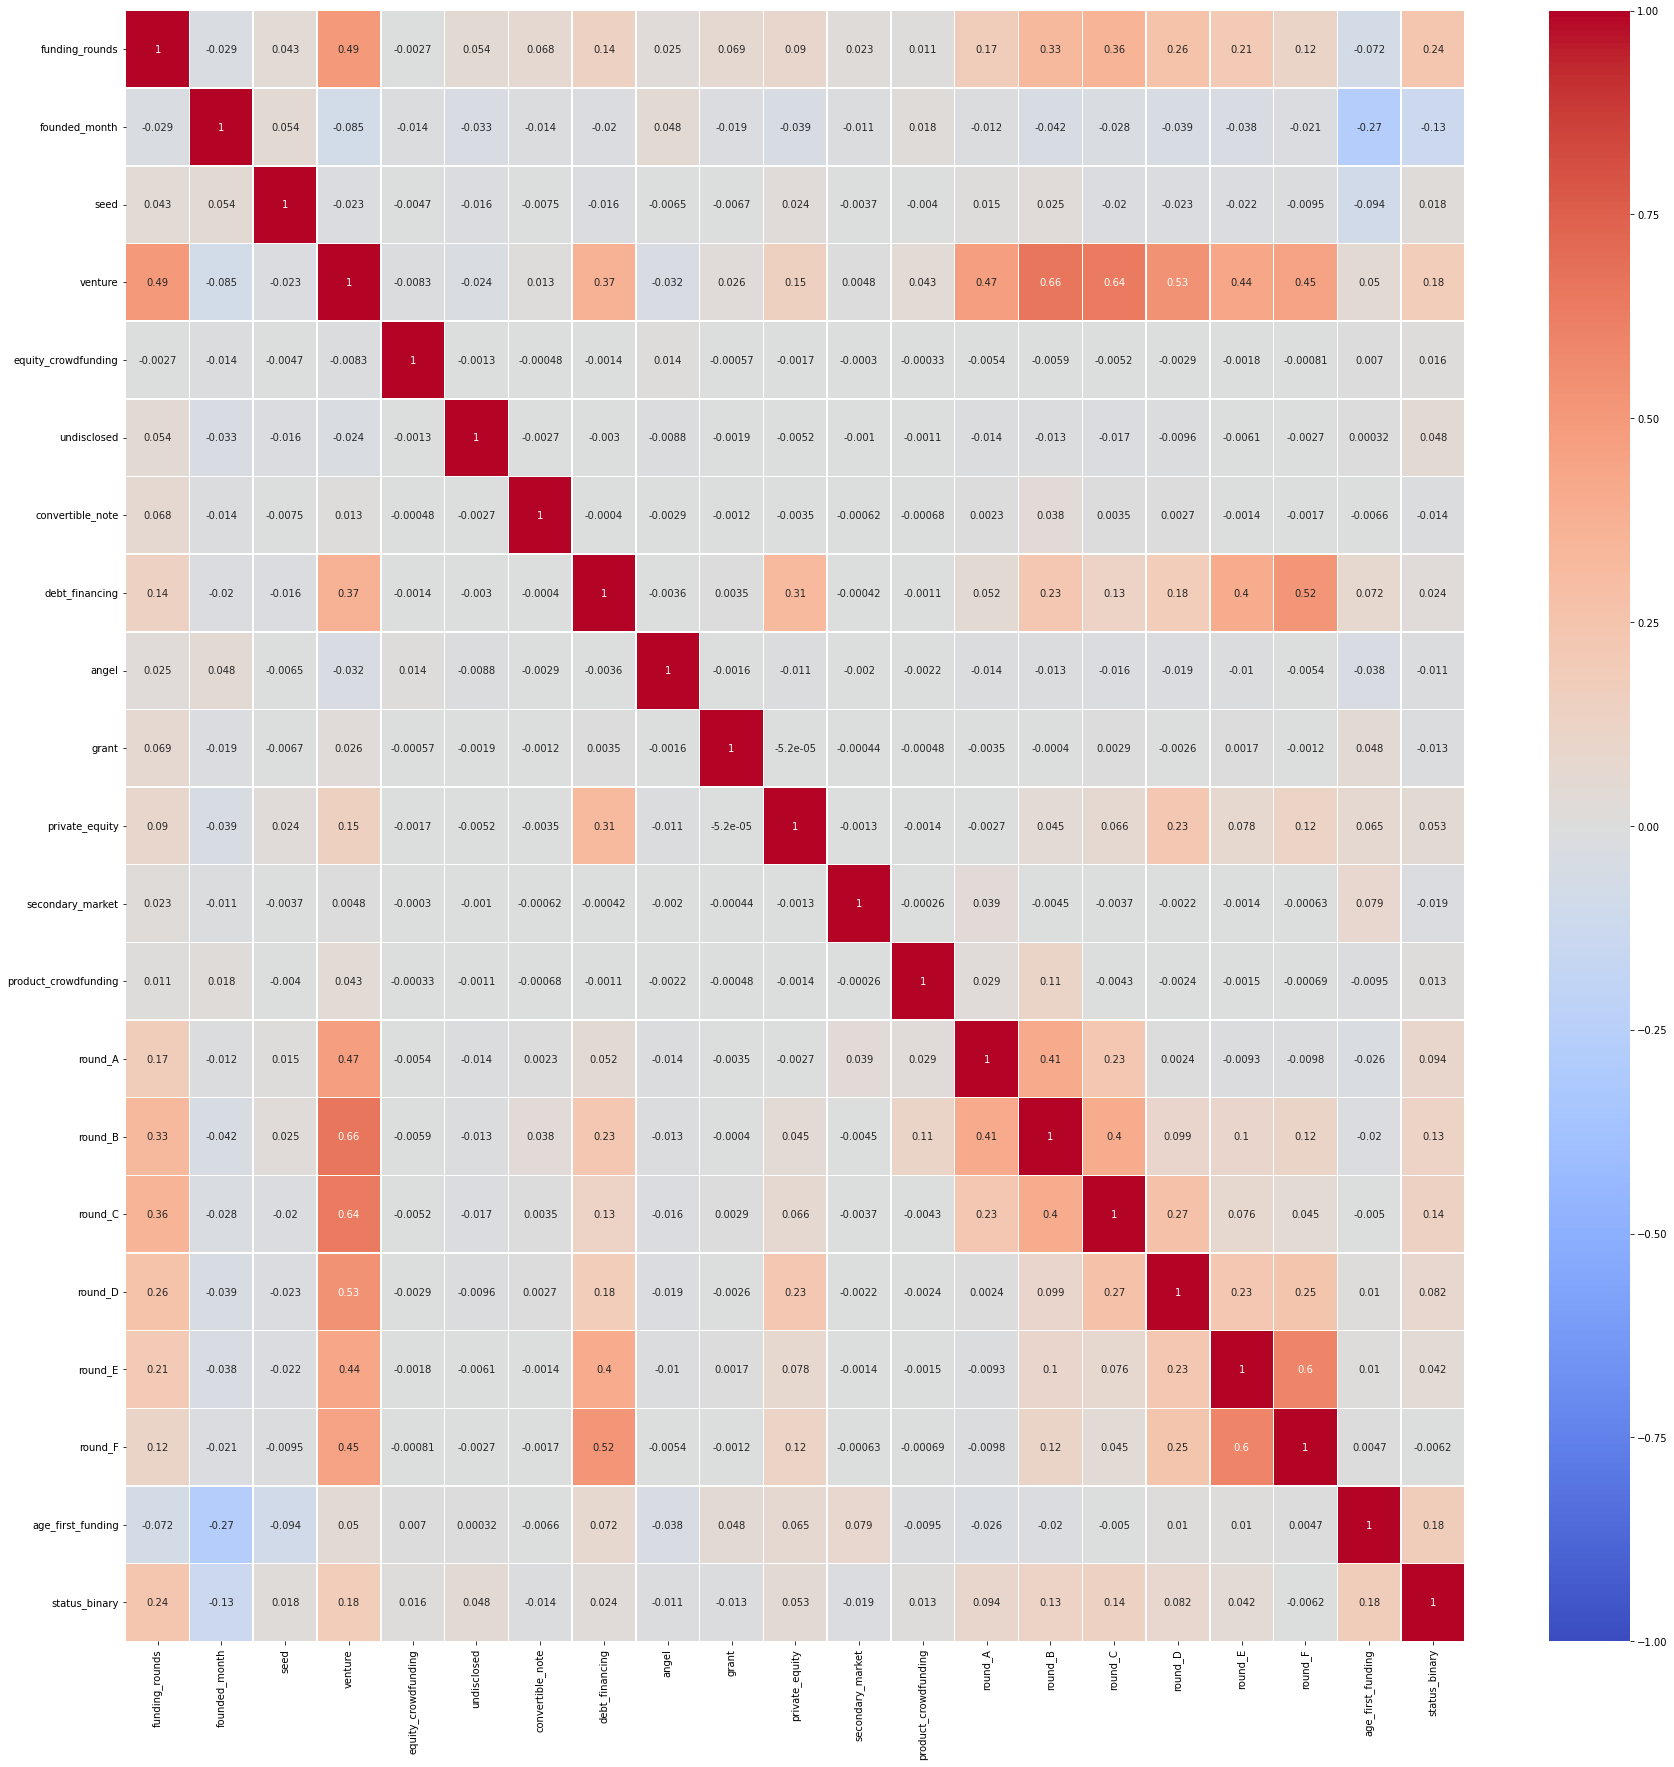 funding_rounds 1 -0.029 0.043 0.49 -0.0027 0.054 0.068 0.14 0.025 0.069 0.09 0.023 0.011 0.17 0.33 0.36 0.26 0.21 0.12 -0.072 0.24
founded_month -0.029 1 0.054 -0.085 -0.014 -0.033 -0.014 -0.02 0.048 -0.019 -0.039 -0.011 0.018 -0.012 -0.042 -0.028 -0.039 -0.038 -0.021 -0.27 -0.13
seed 0.043 0.054 1 -0.023 -0.0047 -0.016 -0.0075 -0.016 -0.0065 -0.0067 0.024 -0.0037 -0.004 0.015 0.025 -0.02 -0.023 -0.022 -0.0095 -0.094 0.018
venture 0.49 -0.085 -0.023 1 -0.0083 -0.024 0.013 0.37 -0.032 0.026 0.15 0.0048 0.043 0.47 0.66 0.64 0.53 0.44 0.45 0.05 0.18
equity_crowdfunding -0.0027 -0.014 -0.0047 -0.0083 1 -0.0013 -0.00048 -0.0014 0.014 -0.00057 -0.0017 -0.0003 -0.00033 -0.0054 -0.0059 -0.0052 -0.0029 -0.0018 -0.00081 0.007 0.016
undisclosed 0.054 -0.033 -0.016 -0.024 -0.0013 1 -0.0027 -0.003 -0.0088 -0.0019 -0.0052 -0.001 -0.0011 -0.014 -0.013 -0.017 -0.0096 -0.0061 -0.0027 0.00032 0.048
convertible_note 0.068 -0.014 -0.0075 0.013 -0.00048 -0.0027 1 -0.0004 -0.0029 -0.0012 -0.0035 -0.00062 -0.00068 0.0023 0.038 0.0035 0.0027 -0.0014 -0.0017 -0.0066 -0.014
debt_financing 0.14 -0.02 -0.016 0.37 -0.0014 -0.003 -0.0004 1 -0.0036 0.0035 0.31 -0.00042 -0.0011 0.052 0.23 0.13 0.18 0.4 0.52 0.072 0.024
angel 0.025 0.048 -0.0065 -0.032 0.014 -0.0088 -0.0029 -0.0036 1 -0.0016 -0.011 -0.002 -0.0022 -0.014 -0.013 -0.016 -0.019 -0.01 -0.0054 -0.038 -0.011
grant 0.069 -0.019 -0.0067 0.026 -0.00057 -0.0019 -0.0012 0.0035 -0.0016 1 -5.2e-05 -0.00044 -0.00048 -0.0035 -0.0004 0.0029 -0.0026 0.0017 -0.0012 0.048 -0.013
private_equity 0.09 -0.039 0.024 0.15 -0.0017 -0.0052 -0.0035 0.31 -0.011 -5.2e-05 1 -0.0013 -0.0014 -0.0027 0.045 0.066 0.23 0.078 0.12 0.065 0.053
secondary_market 0.023 -0.011 -0.0037 0.0048 -0.0003 -0.001 -0.00062 -0.00042 -0.002 -0.00044 -0.0013 1 -0.00026 0.039 -0.0045 -0.0037 -0.0022 -0.0014 -0.00063 0.079 -0.019
product_crowdfunding 0.011 0.018 -0.004 0.043 -0.00033 -0.0011 -0.00068 -0.0011 -0.0022 -0.00048 -0.0014 -0.00026 1 0.029 0.11 -0.0043 -0.0024 -0.0015 -0.00069 -0.0095 0.013
round_A 0.17 -0.012 0.015 0.47 -0.0054 -0.014 0.0023 0.052 -0.014 -0.0035 -0.0027 0.039 0.029 1 0.41 0.23 0.0024 -0.0093 -0.0098 -0.026 0.094
round_B 0.33 -0.042 0.025 0.66 -0.0059 -0.013 0.038 0.23 -0.013 -0.0004 0.045 -0.0045 0.11 0.41 1 0.4 0.099 0.1 0.12 -0.02 0.13
round_C 0.36 -0.028 -0.02 0.64 -0.0052 -0.017 0.0035 0.13 -0.016 0.0029 0.066 -0.0037 -0.0043 0.23 0.4 1 0.27 0.076 0.045 -0.005 0.14
round_D 0.26 -0.039 -0.023 0.53 -0.0029 -0.0096 0.0027 0.18 -0.019 -0.0026 0.23 -0.0022 -0.0024 0.0024 0.099 0.27 1 0.23 0.25 0.01 0.082
round_E 0.21 -0.038 -0.022 0.44 -0.0018 -0.0061 -0.0014 0.4 -0.01 0.0017 0.078 -0.0014 -0.0015 -0.0093 0.1 0.076 0.23 1 0.6 0.01 0.042
round_F 0.12 -0.021 -0.0095 0.45 -0.00081 -0.0027 -0.0017 0.52 -0.0054 -0.0012 0.12 -0.00063 -0.00069 -0.0098 0.12 0.045 0.25 0.6 1 0.0047 -0.0062
age_first_funding -0.072 -0.27 -0.094 0.05 0.007 0.00032 -0.0066 0.072 -0.038 0.048 0.065 0.079 -0.0095 -0.026 -0.02 -0.005 0.01 0.01 0.0047 1 0.18
status_binary 0.24 -0.13 0.018 0.18 0.016 0.048 -0.014 0.024 -0.011 -0.013 0.053 -0.019 0.013 0.094 0.13 0.14 0.082 0.042 -0.0062 0.18 1
funding_rounds
founded_month
seed
venture
equity_crowdfunding
undisclosed
convertible_note
debt_financing
angel
grant
private_equity
secondary_market
product_crowdfunding
round_A
round_B
round_C
round_D
round_E
round_F
age_first_funding
status_binary
1.00
0.75
0.50
0.25
0.00
−0.25
−0.50
−0.75
−1.00